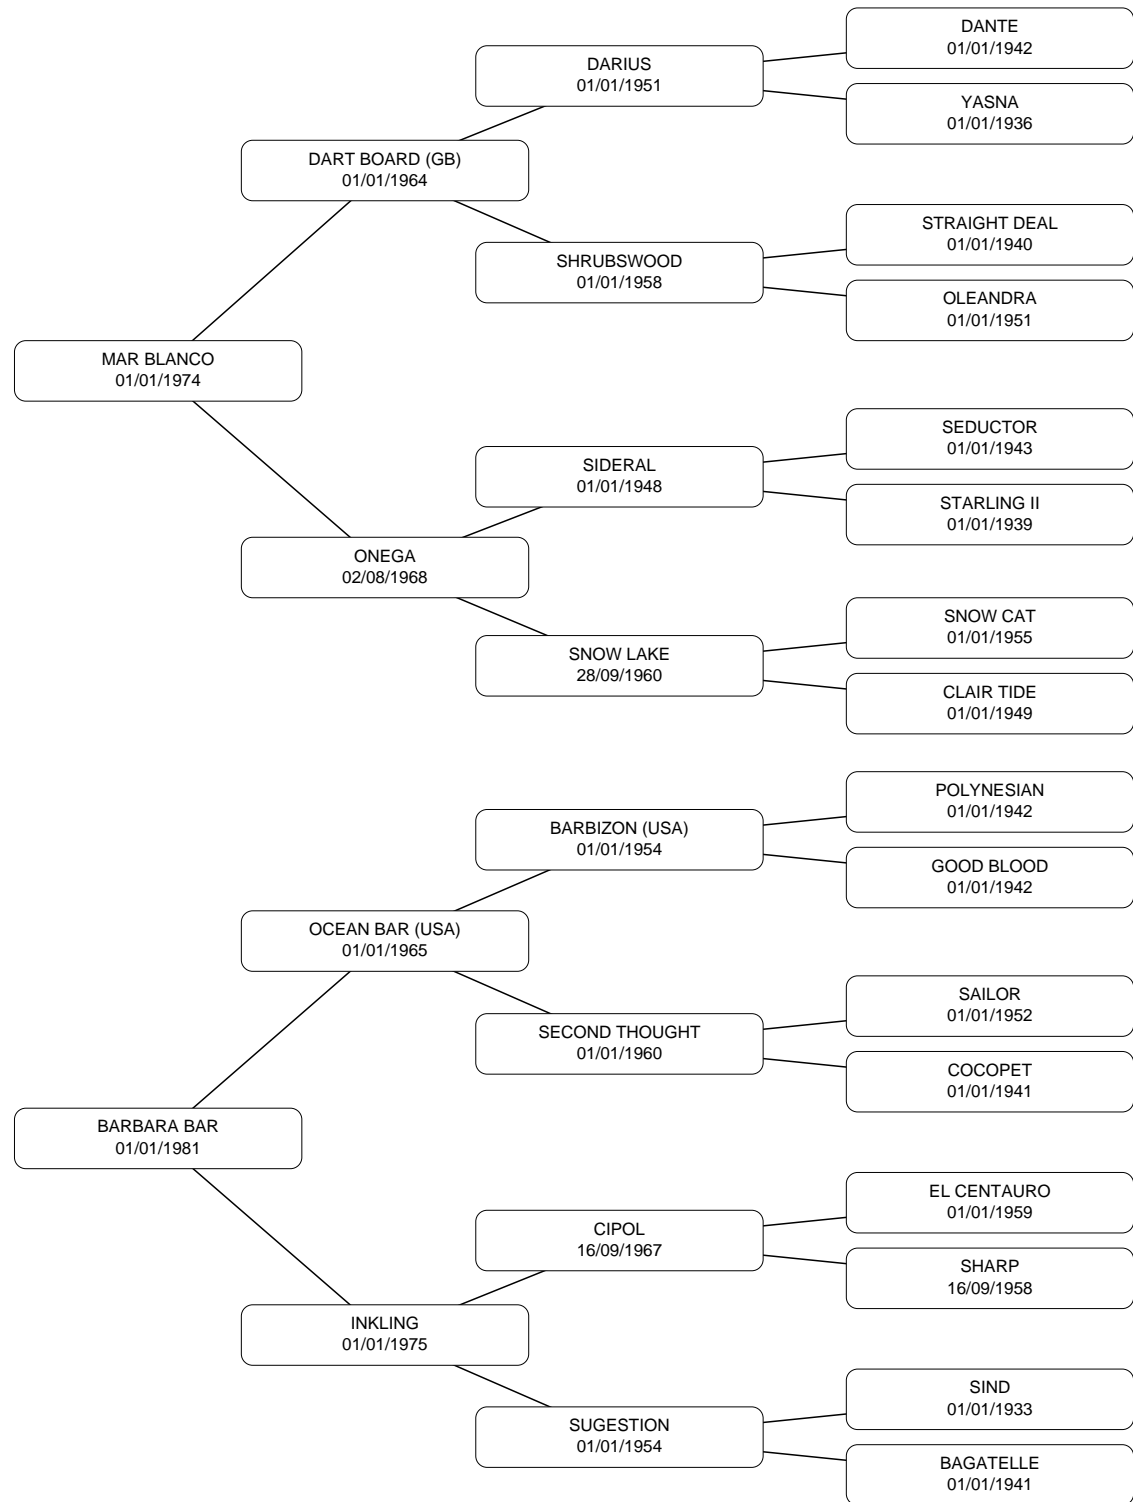 DANTE
01/01/1942
DARIUS
01/01/1951
YASNA
01/01/1936
DART BOARD (GB)
01/01/1964
STRAIGHT DEAL
01/01/1940
SHRUBSWOOD
01/01/1958
OLEANDRA
01/01/1951
MAR BLANCO
01/01/1974
SEDUCTOR
01/01/1943
SIDERAL
01/01/1948
STARLING II
01/01/1939
ONEGA
02/08/1968
SNOW CAT
01/01/1955
SNOW LAKE
28/09/1960
CLAIR TIDE
01/01/1949
POLYNESIAN
01/01/1942
BARBIZON (USA)
01/01/1954
GOOD BLOOD
01/01/1942
OCEAN BAR (USA)
01/01/1965
SAILOR
01/01/1952
SECOND THOUGHT
01/01/1960
COCOPET
01/01/1941
BARBARA BAR
01/01/1981
EL CENTAURO
01/01/1959
CIPOL
16/09/1967
SHARP
16/09/1958
INKLING
01/01/1975
SIND
01/01/1933
SUGESTION
01/01/1954
BAGATELLE
01/01/1941